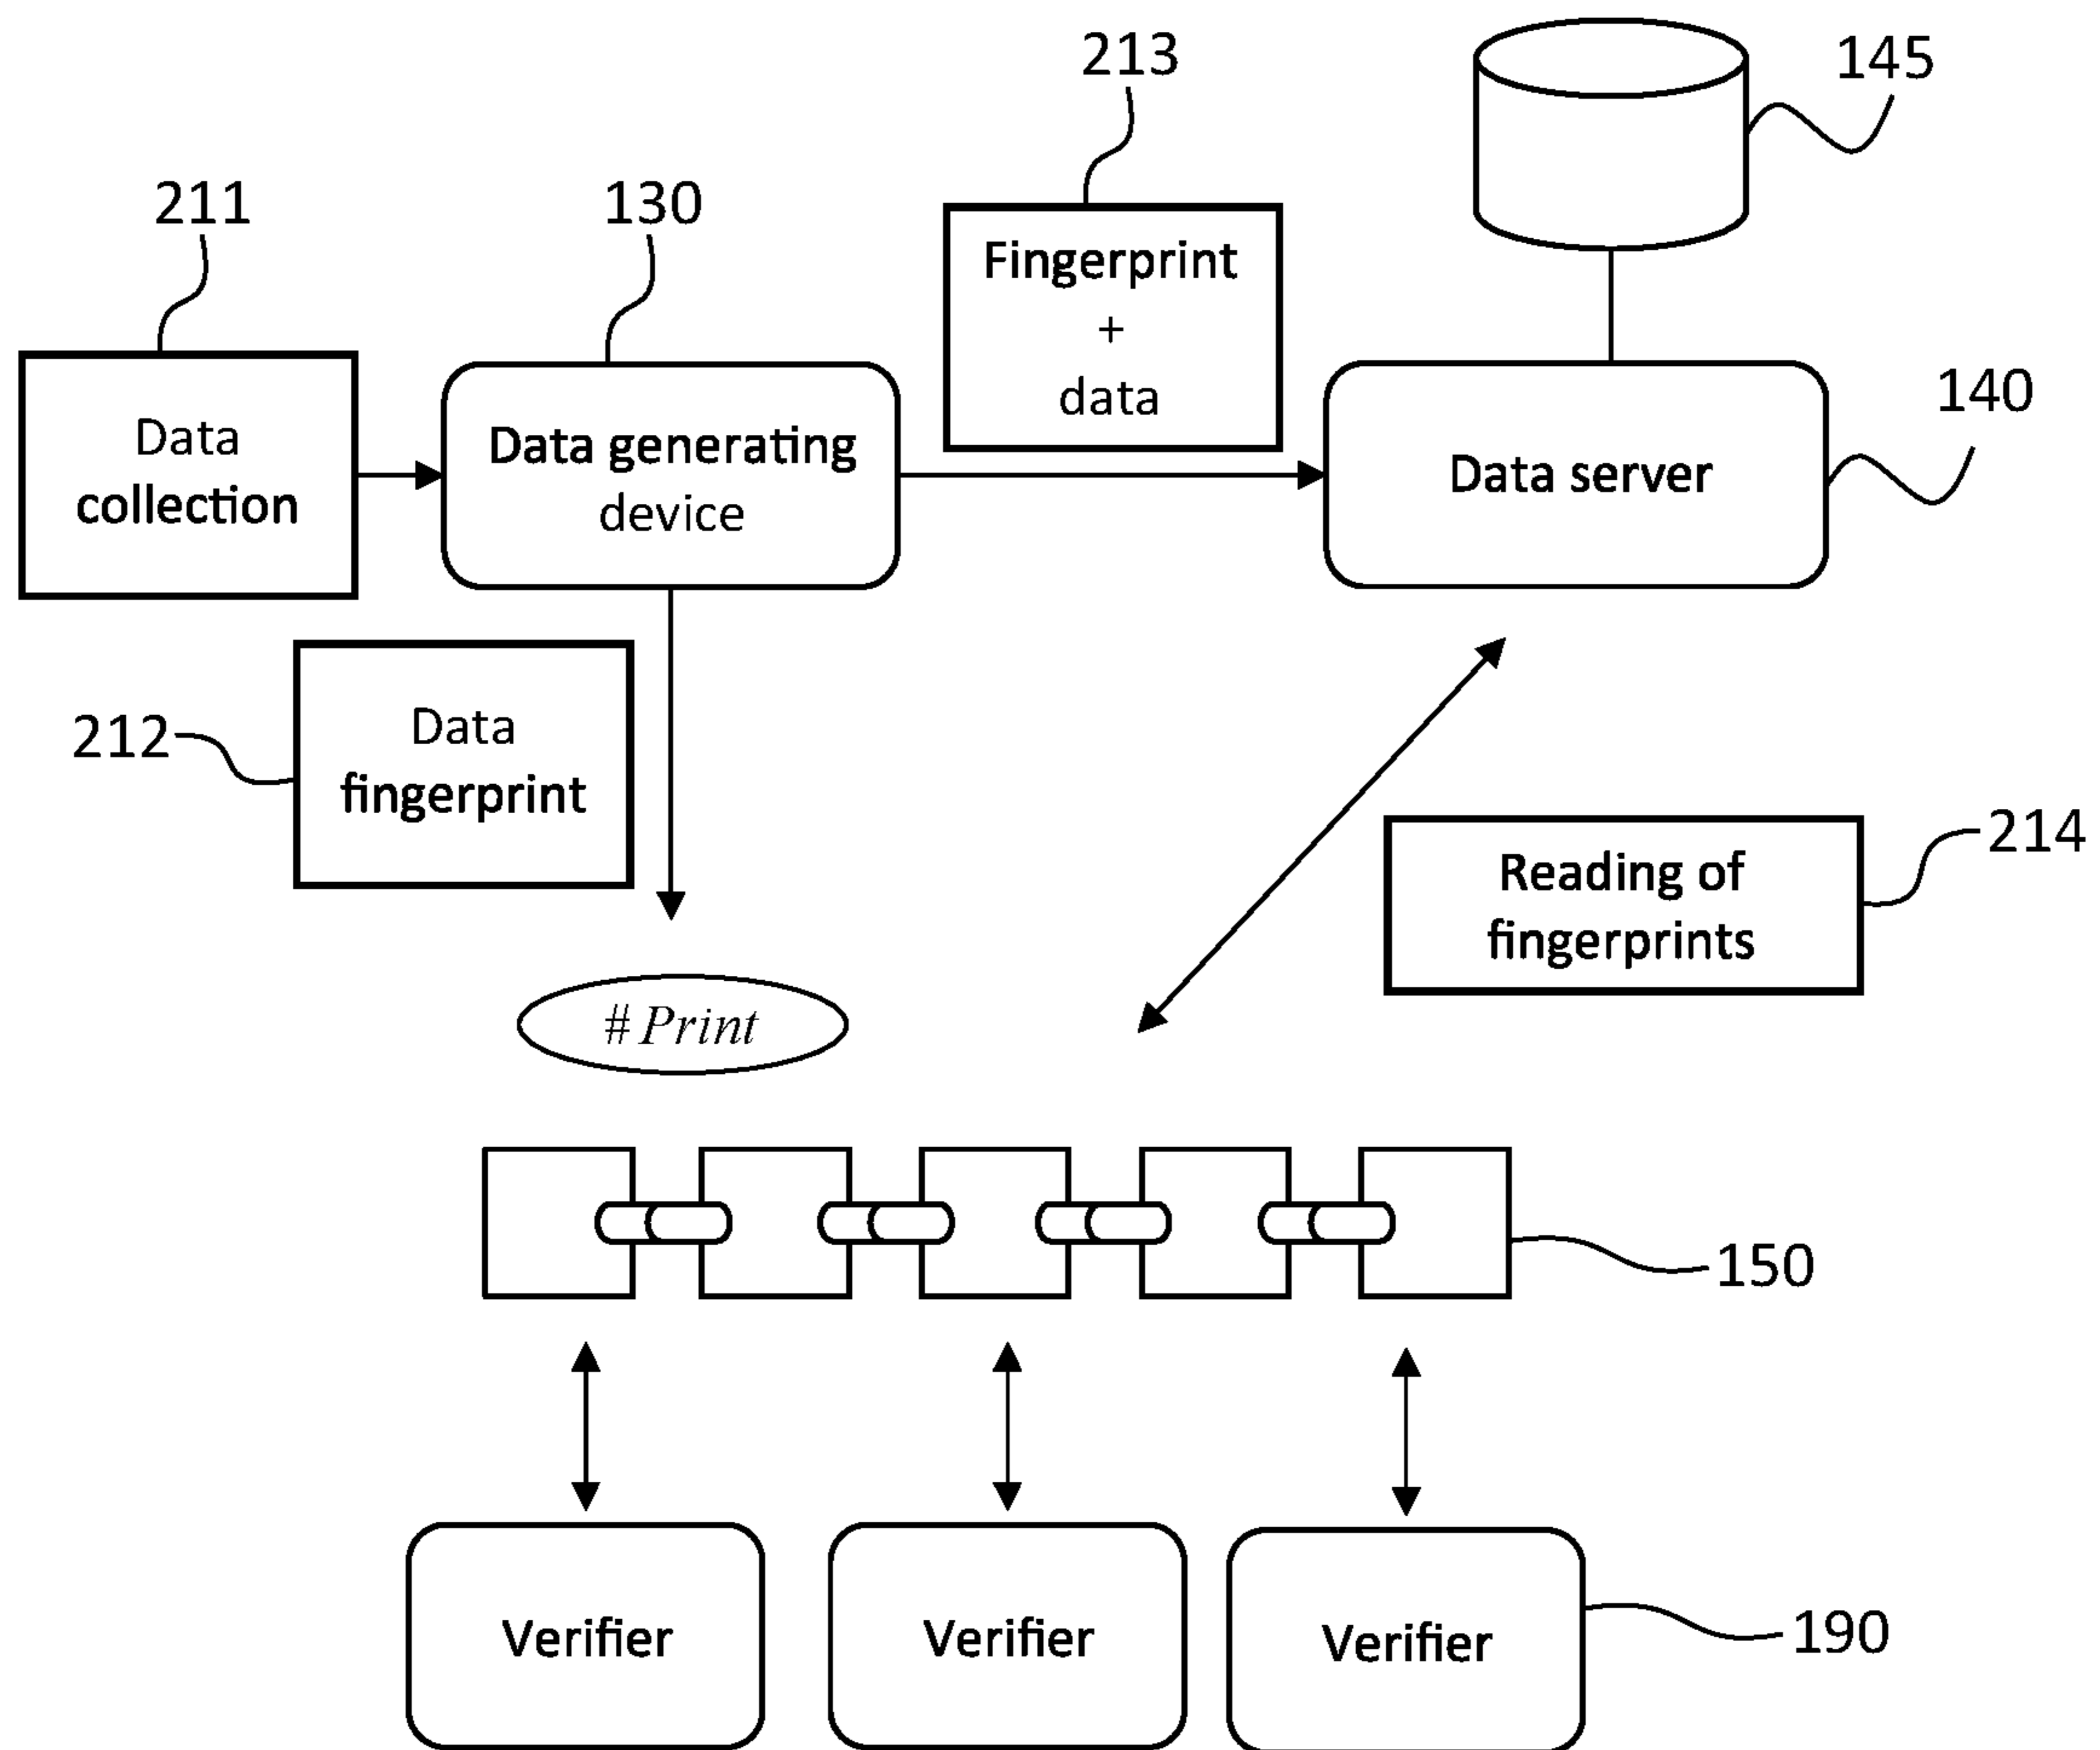 213
145
211
130
Fingerprint
+
data
140
Data
collection
Data generating
device
Data server
212
Data
fingerprint
214
Reading of
fingerprints
# Print
150
Verifier
Verifier
Verifier
190